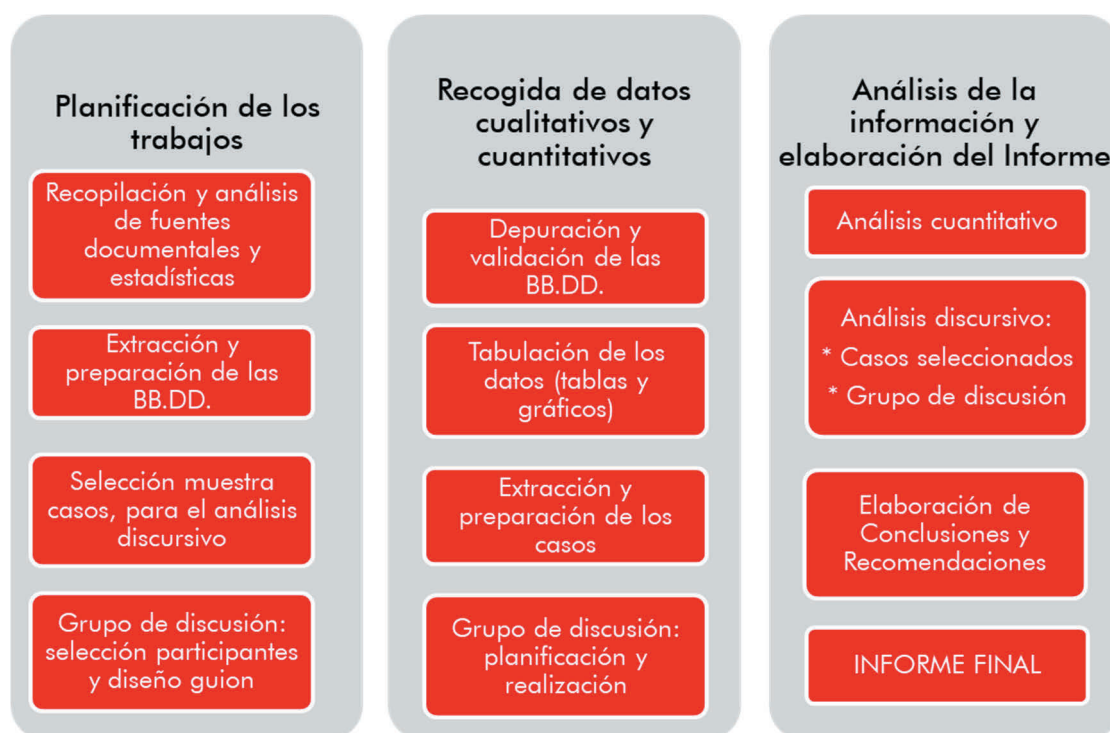 Planificación de los
trabajos
Recopilación y análisis
de fuentes
documentales y
estadísticas
Extracción y
preparación de las
BB.DD.
Selección muestra
casos, para el análisis
discursivo
Grupo de discusión:
selección participantes
y diseño guion
Recogida de datos
cualitativos y
cuantitativos
Depuración y
validación de las
BB.DD.
Tabulación de los
datos (tablas y
gráficos)
Extracción y
preparación de los
casos
Grupo de discusión:
planificación y
realización
Análisis de la
información y
elaboración del Informe
Análisis cuantitativo
Análisis discursivo:
* Casos seleccionados
* Grupo de discusión
Elaboración de
Conclusiones y
Recomendaciones
INFORME FINAL